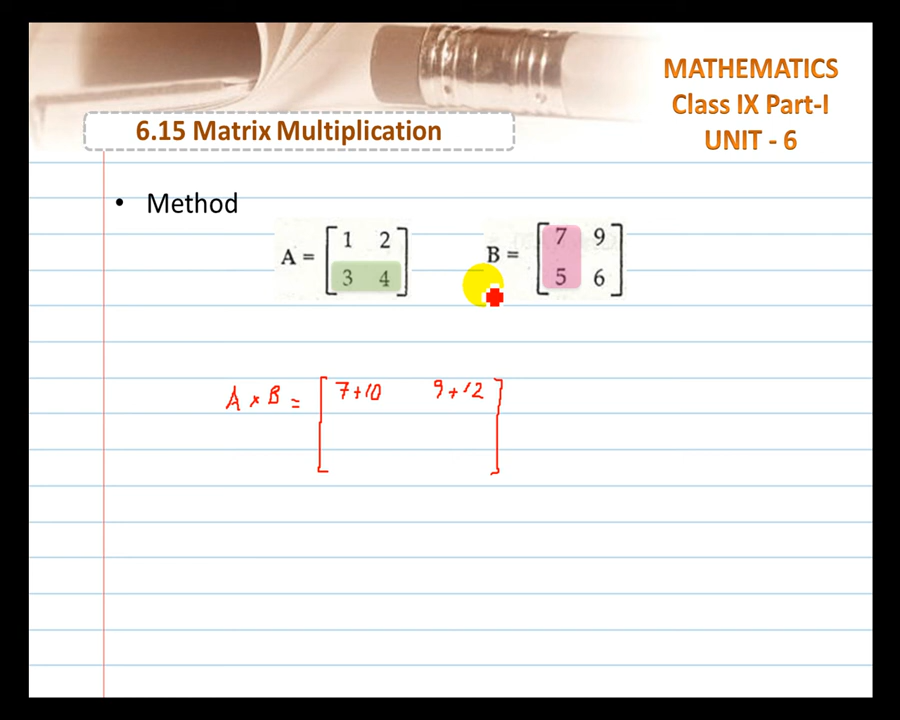 MATHEMATICS
Class IX Part-I
UNIT - 6
6.15 Matrix Multiplication
• Method
A = [1 2
3 4]
B = [7 9
5 6]
A × B = [7+10 9+12]